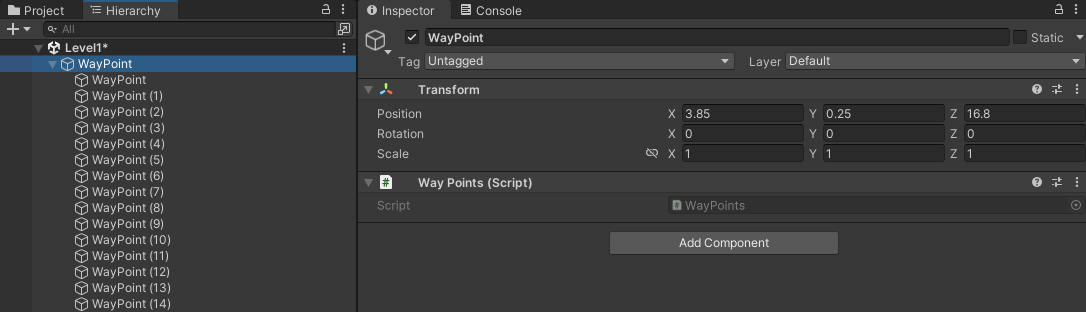 Project
Hierarchy
All
Level1*
WayPoint
WayPoint
WayPoint (1)
WayPoint (2)
WayPoint (3)
WayPoint (4)
WayPoint (5)
WayPoint (6)
WayPoint (7)
WayPoint (8)
WayPoint (9)
WayPoint (10)
WayPoint (11)
WayPoint (12)
WayPoint (13)
WayPoint (14)
Inspector
Console
WayPoint
Static
Tag Untagged Layer Default
Transform
Position X 3.85 Y 0.25 Z 16.8
Rotation X 0 Y 0 Z 0
Scale X 1 Y 1 Z 1
# Way Points (Script)
Script # WayPoints
Add Component